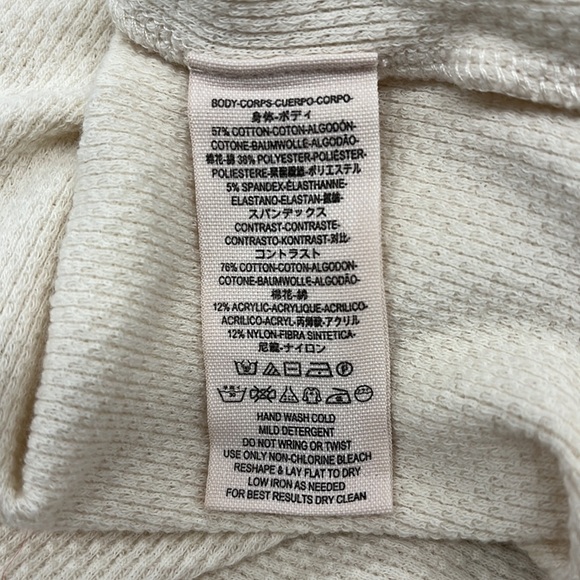 BODY-CORPS-CUERPO-CORPO-
身体-ボディ
57% COTTON-COTON-ALGODÓN-
COTONE-BAUMWOLLE-ALGODÃO-
棉花-綿 38% POLYESTER-POLIÉSTER-
POLIESTERE-聚酯纖維-ポリエステル
5% SPANDEX-ÉLASTHANNE-
ELASTANO-ELASTAN-氨綸-
スパンデックス
CONTRAST-CONTRASTE-
CONTRASTO-KONTRAST-对比-
コントラスト
76% COTTON-COTON-ALGODON-
COTONE-BAUMWOLLE-ALGODÃO-
棉花-綿
12% ACRYLIC-ACRYLIQUE-ACRILICO-
ACRILICO-ACRYL-丙烯酸-アクリル
12% NYLON-FIBRA SINTETICA-
尼龍-ナイロン
HAND WASH COLD
MILD DETERGENT
DO NOT WRING OR TWIST
USE ONLY NON-CHLORINE BLEACH
RESHAPE & LAY FLAT TO DRY
LOW IRON AS NEEDED
FOR BEST RESULTS DRY CLEAN